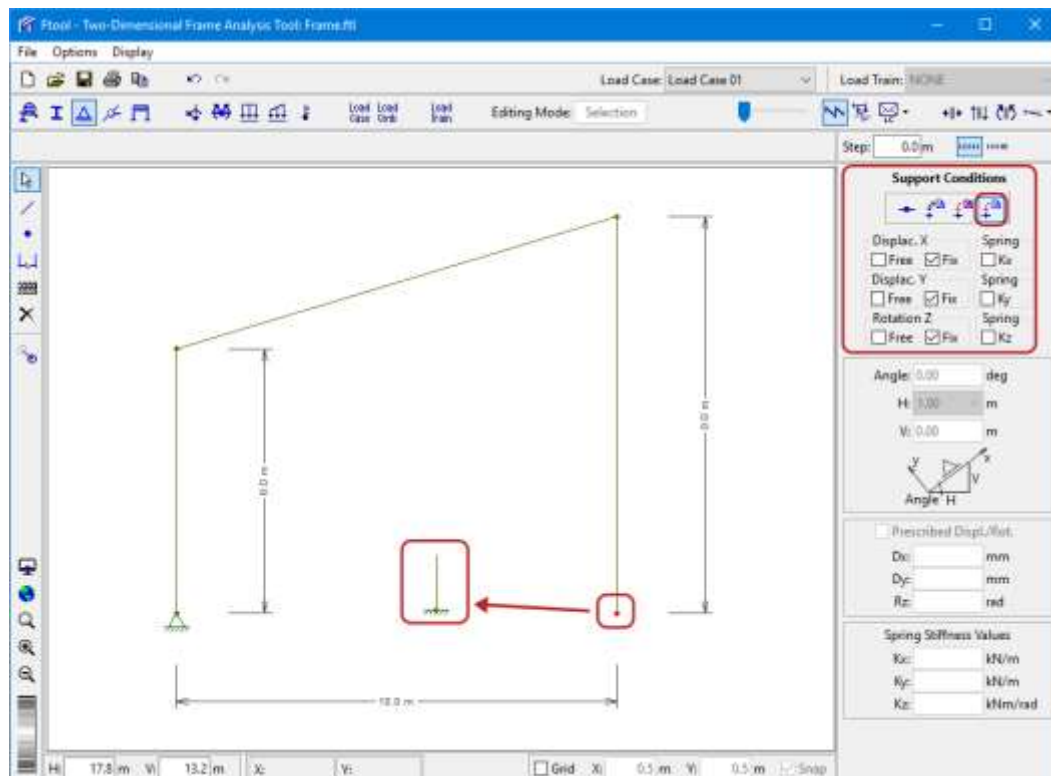 Ftool - Two-Dimensional Frame Analysis Tool: Frame.ftl
File Options Display
Load Case: Load Case 01
Load Train: NONE
Load Case
Load Comb
Load Train
Editing Mode: Selection
Step: 0.0 m
Support Conditions
Displac. X Spring
Free Fix Kx
Displac. Y Spring
Free Fix Ky
Rotation Z Spring
Free Fix Kz
Angle: 0.00 deg
H: 1.00 m
V: 0.00 m
y x
V
Angle H
Prescribed Displ./Rot.
Dx: mm
Dy: mm
Rz: rad
Spring Stiffness Values
Kx: kN/m
Ky: kN/m
Kz: kNm/rad
10.0 m
H: 17.8 m V: 13.2 m X: Y: Grid X: 0.5 m Y: 0.5 m Snap